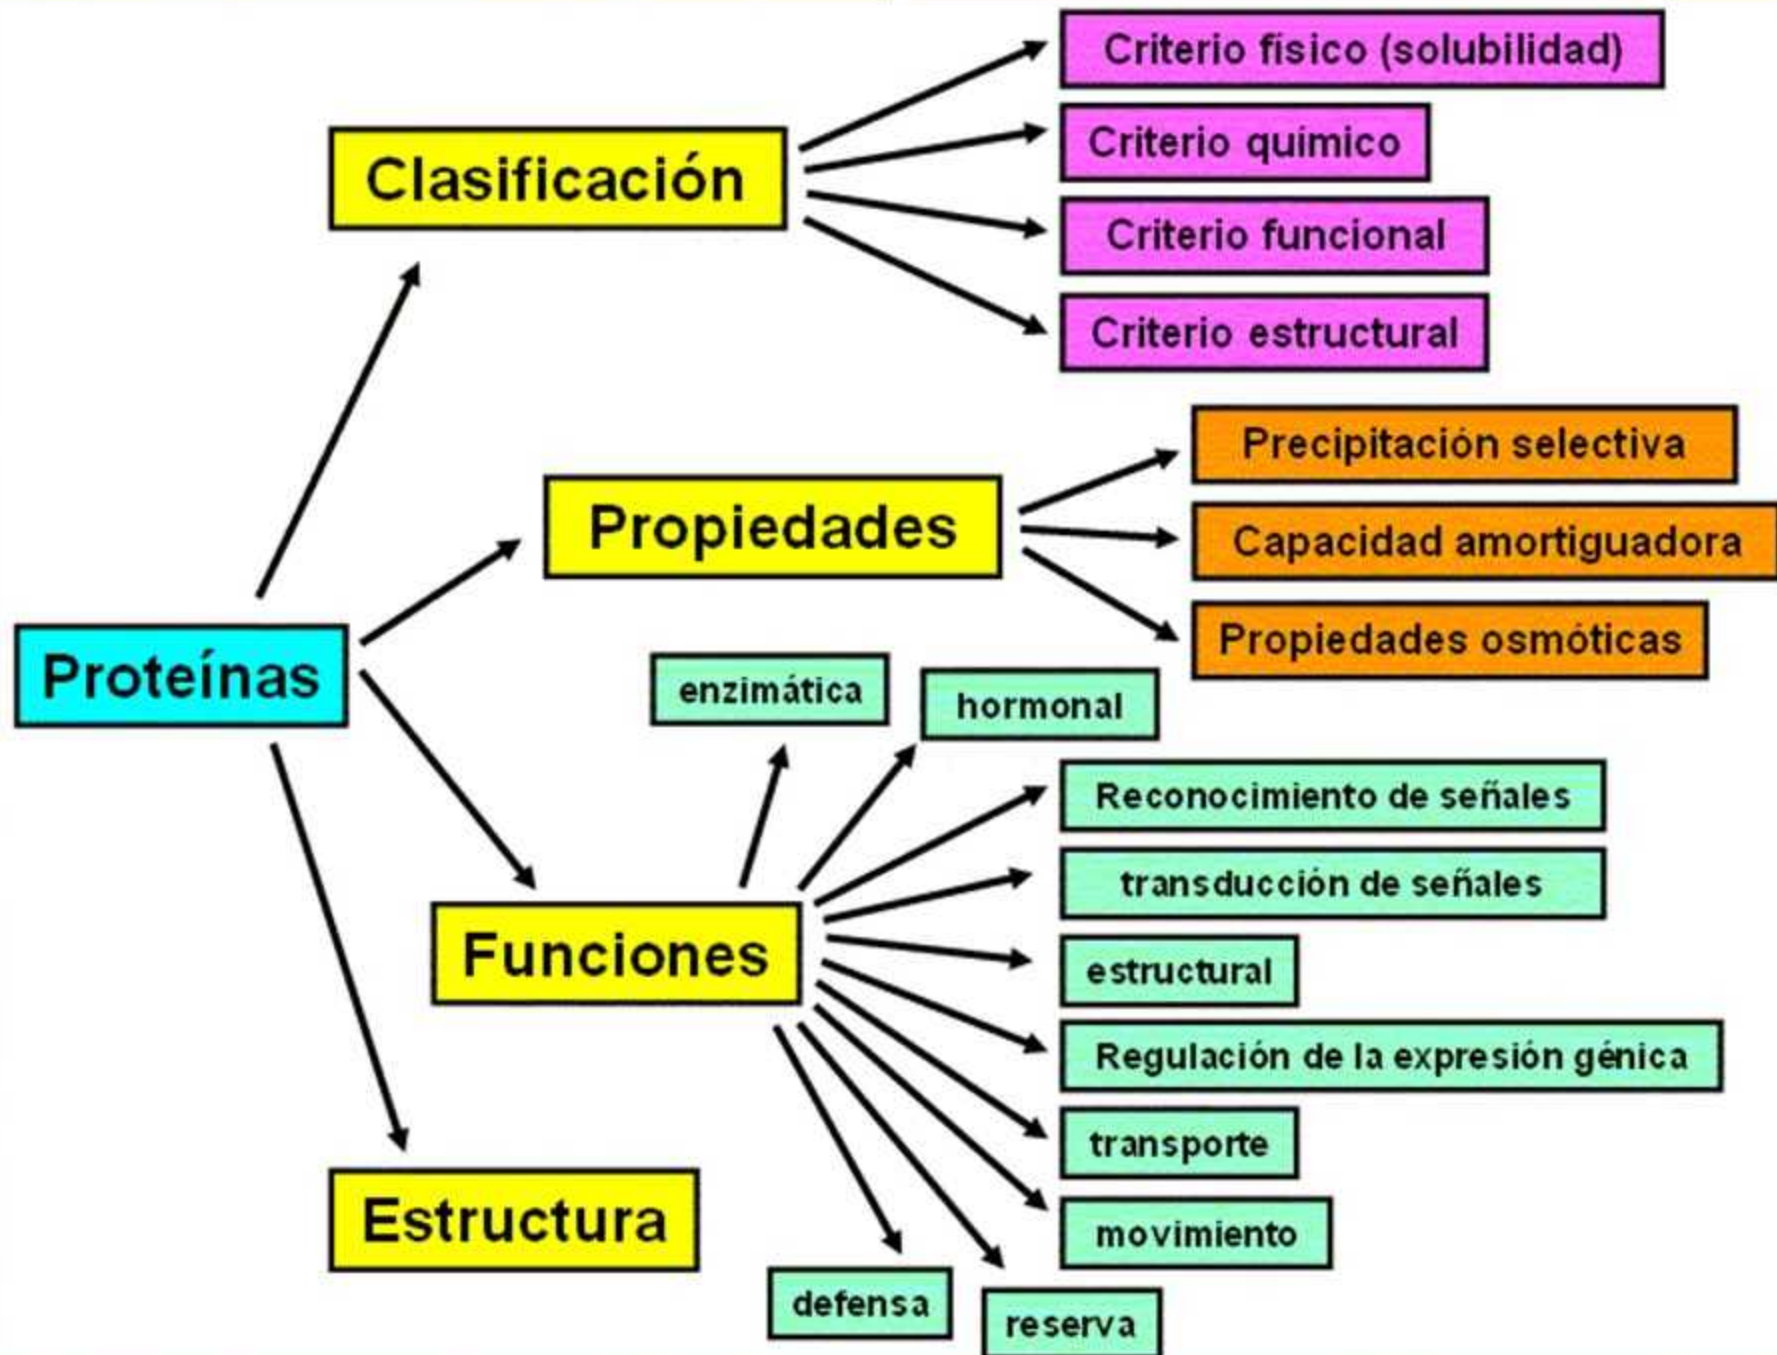 Criterio físico (solubilidad)
Criterio químico
Clasificación
Criterio funcional
Criterio estructural
Precipitación selectiva
Propiedades
Capacidad amortiguadora
Propiedades osmóticas
Proteínas
enzimática
hormonal
Reconocimiento de señales
transducción de señales
Funciones
estructural
Regulación de la expresión génica
transporte
Estructura
movimiento
defensa
reserva